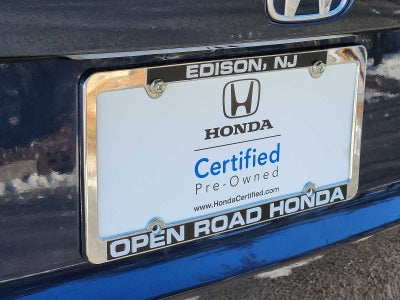 EDISON, NJ
HONDA
Certified
Pre-Owned
www.HondaCertified.com
OPEN ROAD HONDA